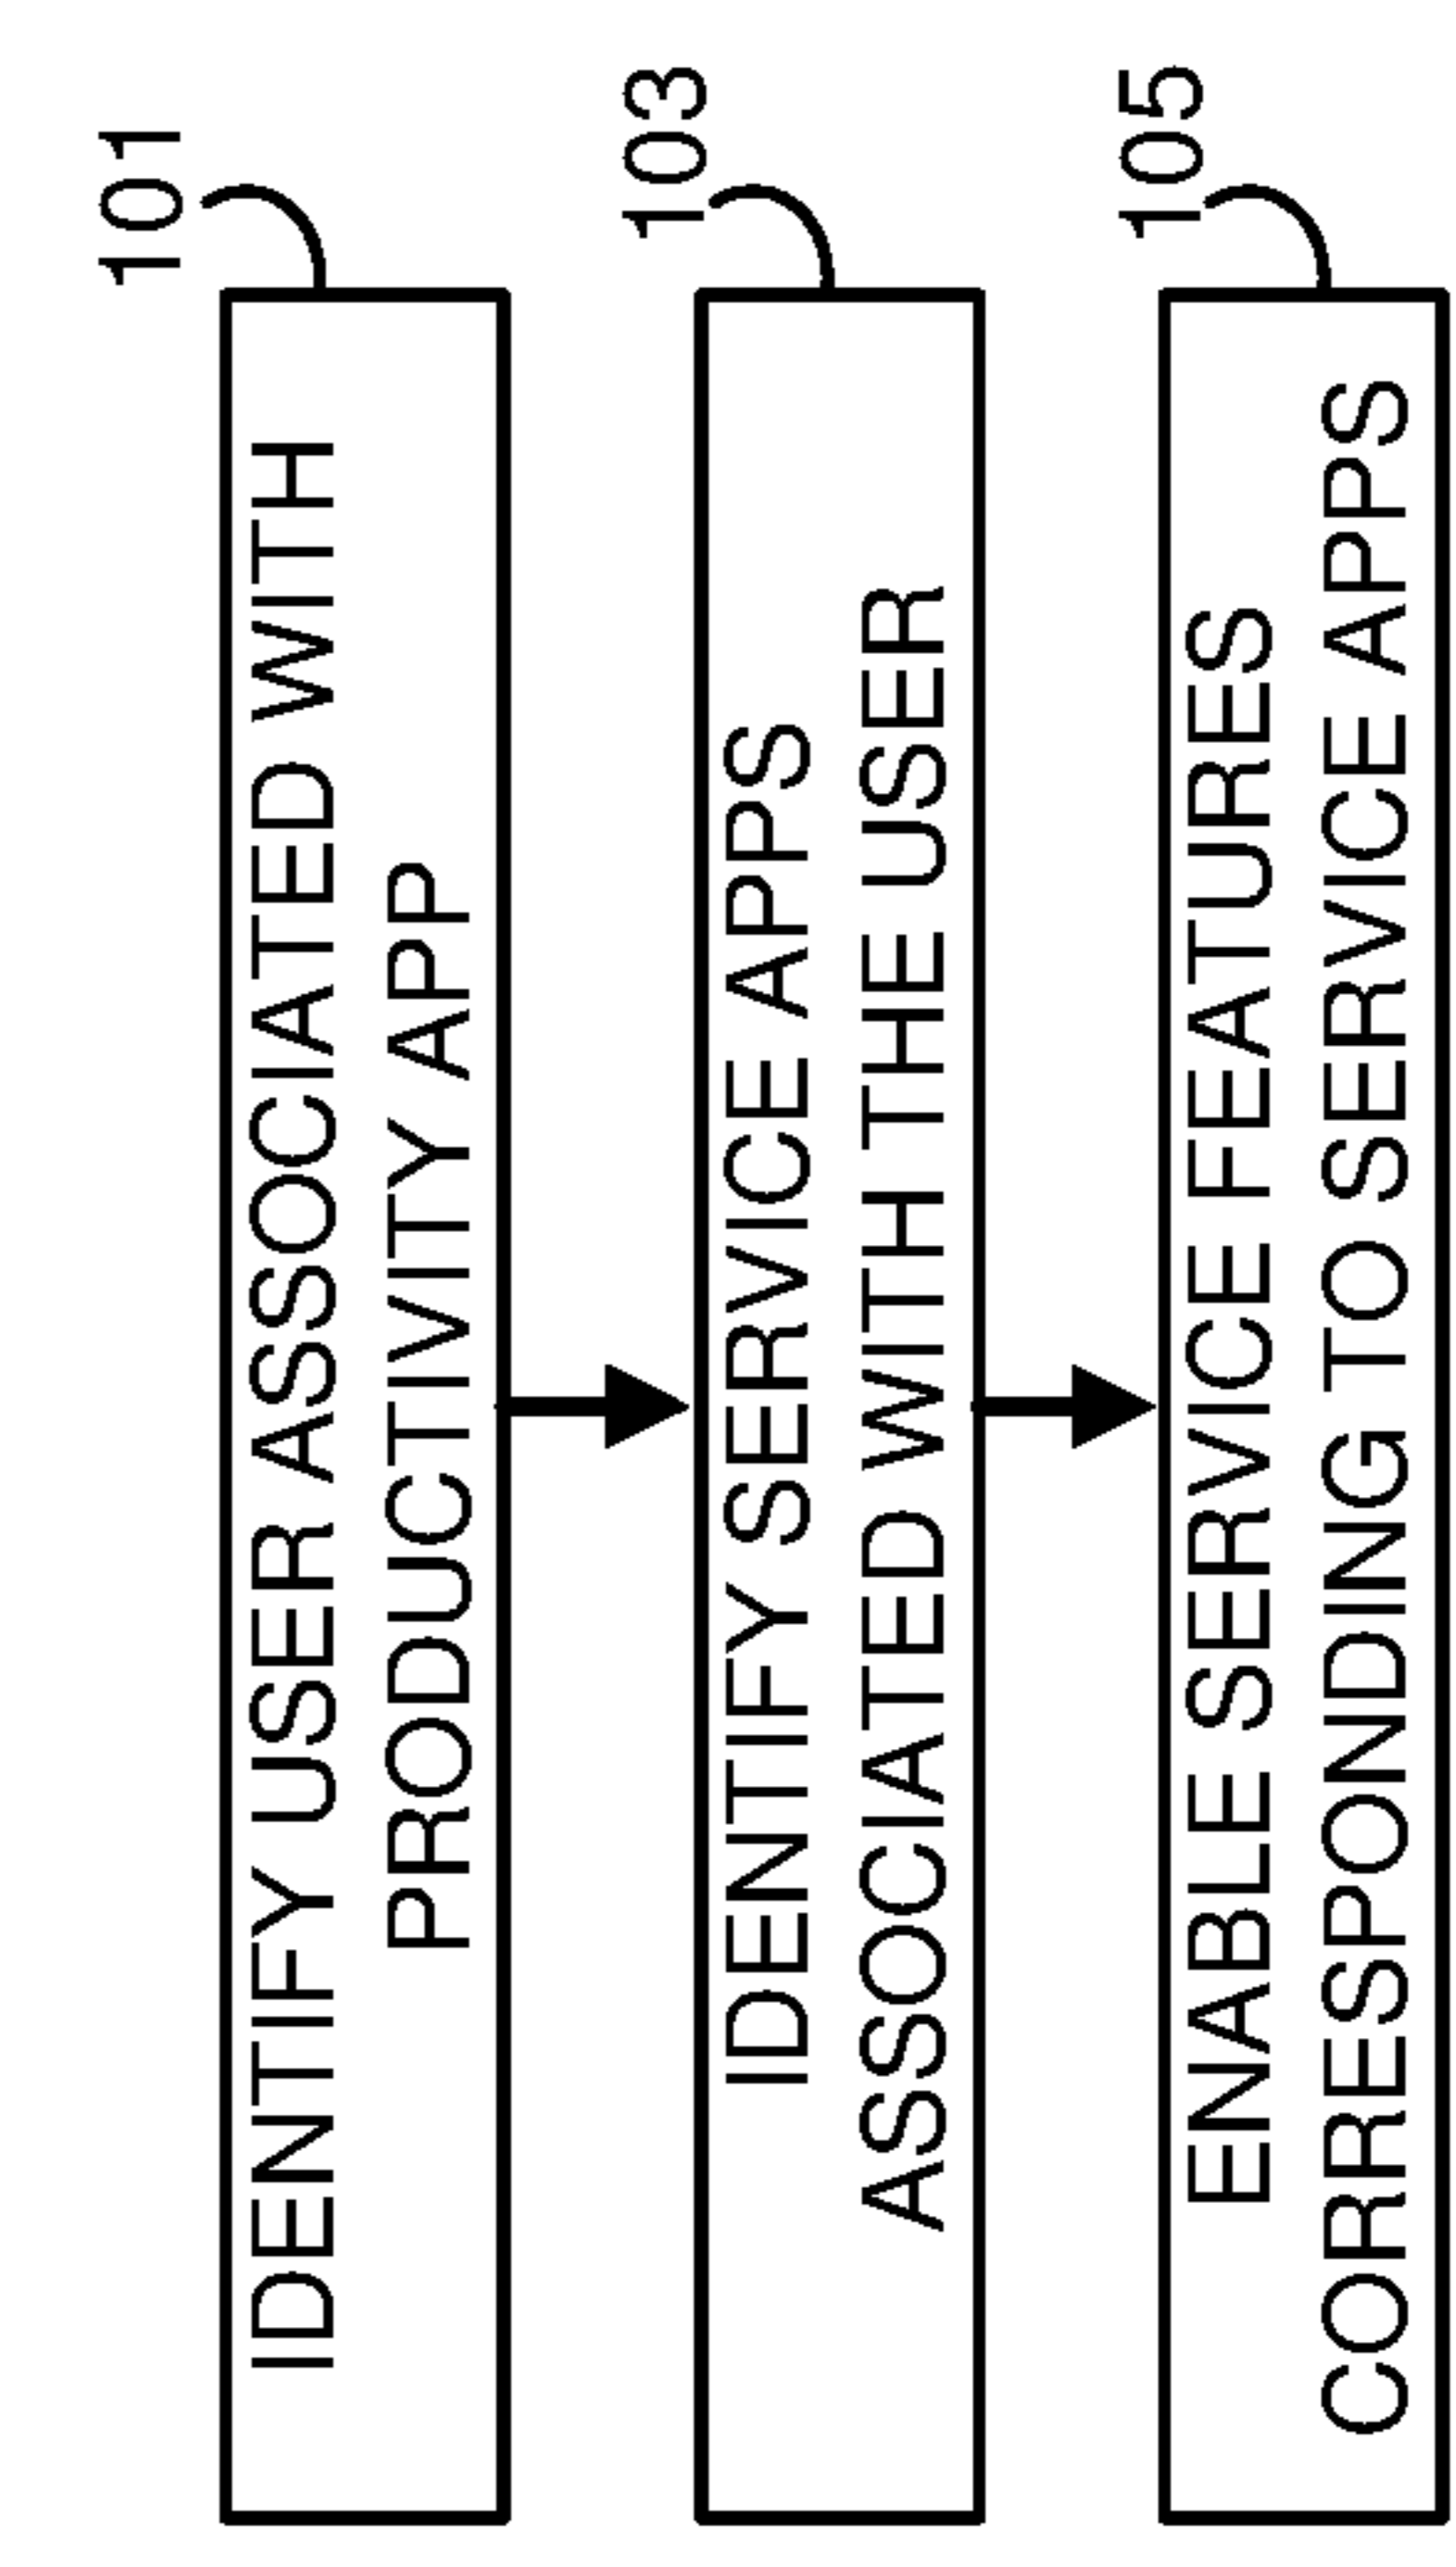 101
IDENTIFY USER ASSOCIATED WITH
PRODUCTIVITY APP
103
IDENTIFY SERVICE APPS
ASSOCIATED WITH THE USER
105
ENABLE SERVICE FEATURES
CORRESPONDING TO SERVICE APPS